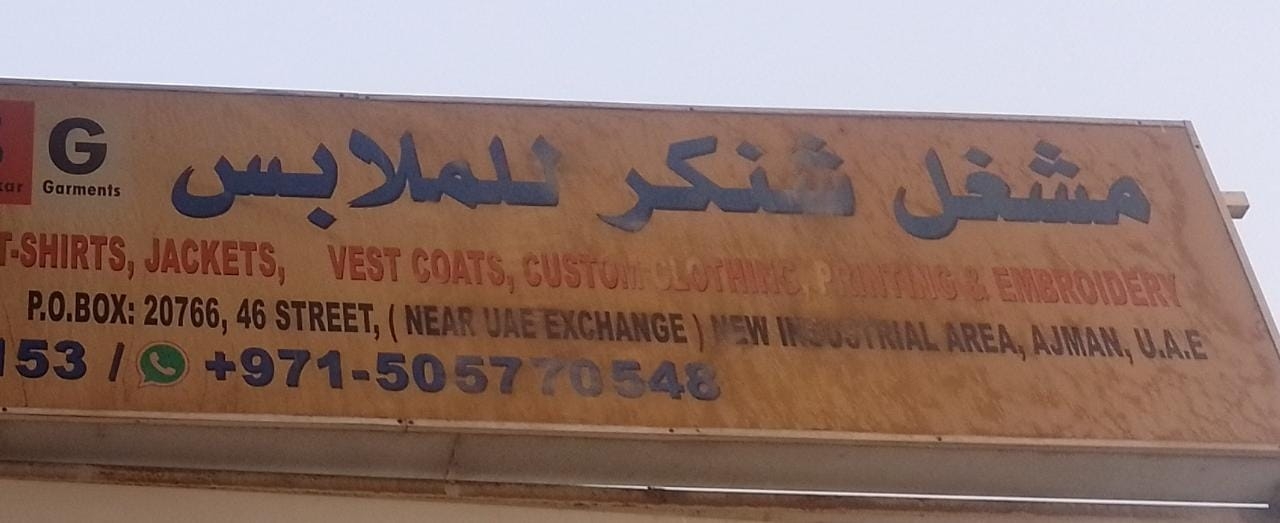 G
Garments
مشغل شنكر للملابس
T-SHIRTS, JACKETS, VEST COATS, CUSTOM CLOTHING, PRINTING & EMBROIDERY
P.O.BOX: 20766, 46 STREET, ( NEAR UAE EXCHANGE ) NEW INDUSTRIAL AREA, AJMAN, U.A.E
153 / +971-505770548